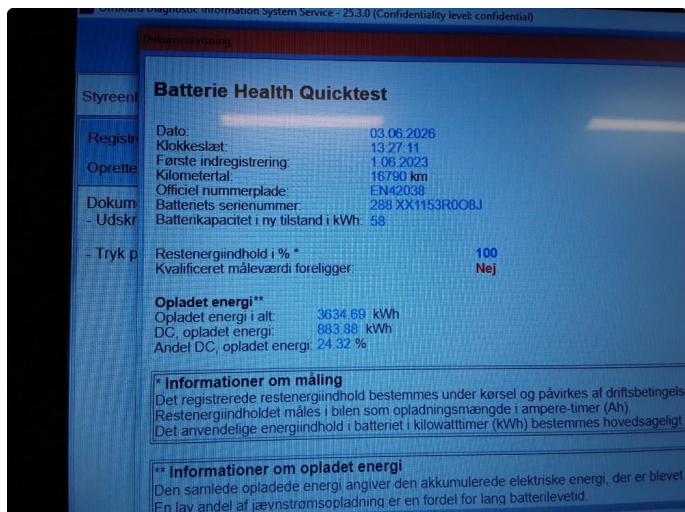 Offboard Diagnostic Information System Service - 25.3.0 (Confidentiality level: confidential)
Dokumentvisning
Styreenh
Batterie Health Quicktest
Registr
Oprette
Dokum
- Udskr
- Tryk p
Dato: 03.06.2026
Klokkeslæt: 13:27:11
Første indregistrering: 1.06.2023
Kilometertal: 16790 km
Officiel nummerplade: EN42038
Batteriets serienummer: 288 XX1153R0O8J
Batterikapacitet i ny tilstand i kWh: 58
Restenergiindhold i % * 100
Kvalificeret måleværdi foreligger: Nej
Opladet energi**
Opladet energi i alt: 3634.69 kWh
DC, opladet energi: 883.88 kWh
Andel DC, opladet energi: 24.32 %
* Informationer om måling
Det registrerede restenergiindhold bestemmes under kørsel og påvirkes af driftsbetingels
Restenergiindholdet måles i bilen som opladningsmængde i ampere-timer (Ah).
Det anvendelige energiindhold i batteriet i kilowatttimer (kWh) bestemmes hovedsageligt
** Informationer om opladet energi
Den samlede opladede energi angiver den akkumulerede elektriske energi, der er blevet
En lav andel af jævnstrømsopladning er en fordel for lang batterilevetid.